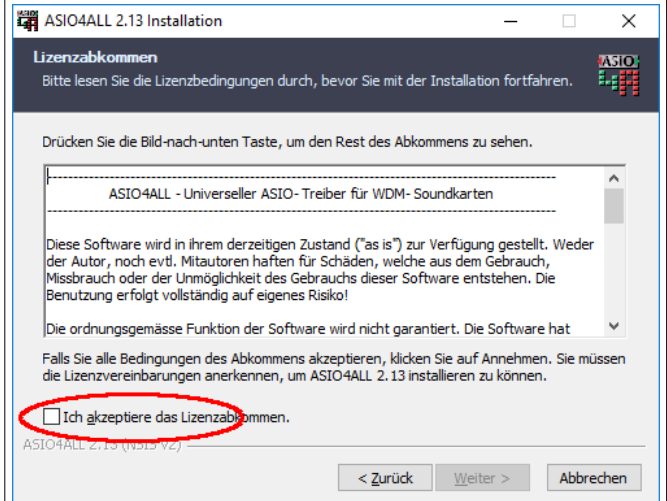 ASIO4ALL 2.13 Installation
Lizenzabkommen
Bitte lesen Sie die Lizenzbedingungen durch, bevor Sie mit der Installation fortfahren.
ASIO
Drücken Sie die Bild-nach-unten Taste, um den Rest des Abkommens zu sehen.
ASIO4ALL - Universeller ASIO-Treiber für WDM-Soundkarten
Diese Software wird in ihrem derzeitigen Zustand ("as is") zur Verfügung gestellt. Weder
der Autor, noch evtl. Mitautoren haften für Schäden, welche aus dem Gebrauch,
Missbrauch oder der Unmöglichkeit des Gebrauchs dieser Software entstehen. Die
Benutzung erfolgt vollständig auf eigenes Risiko!
Die ordnungsgemässe Funktion der Software wird nicht garantiert. Die Software hat
Falls Sie alle Bedingungen des Abkommens akzeptieren, klicken Sie auf Annehmen. Sie müssen
die Lizenzvereinbarungen anerkennen, um ASIO4ALL 2.13 installieren zu können.
Ich akzeptiere das Lizenzabkommen.
ASIO4ALL 2.13 (NSIS v2)
< Zurück
Weiter >
Abbrechen